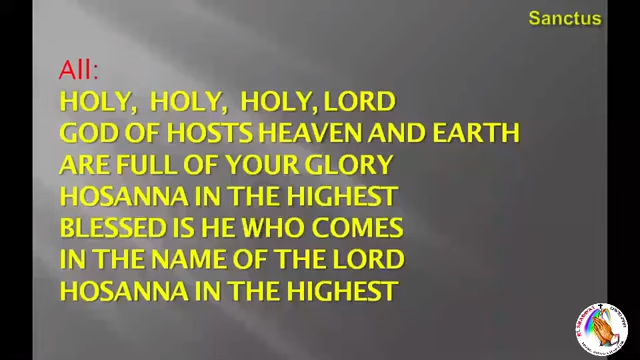 Sanctus
All:
HOLY, HOLY, HOLY, LORD
GOD OF HOSTS HEAVEN AND EARTH
ARE FULL OF YOUR GLORY
HOSANNA IN THE HIGHEST
BLESSED IS HE WHO COMES
IN THE NAME OF THE LORD
HOSANNA IN THE HIGHEST